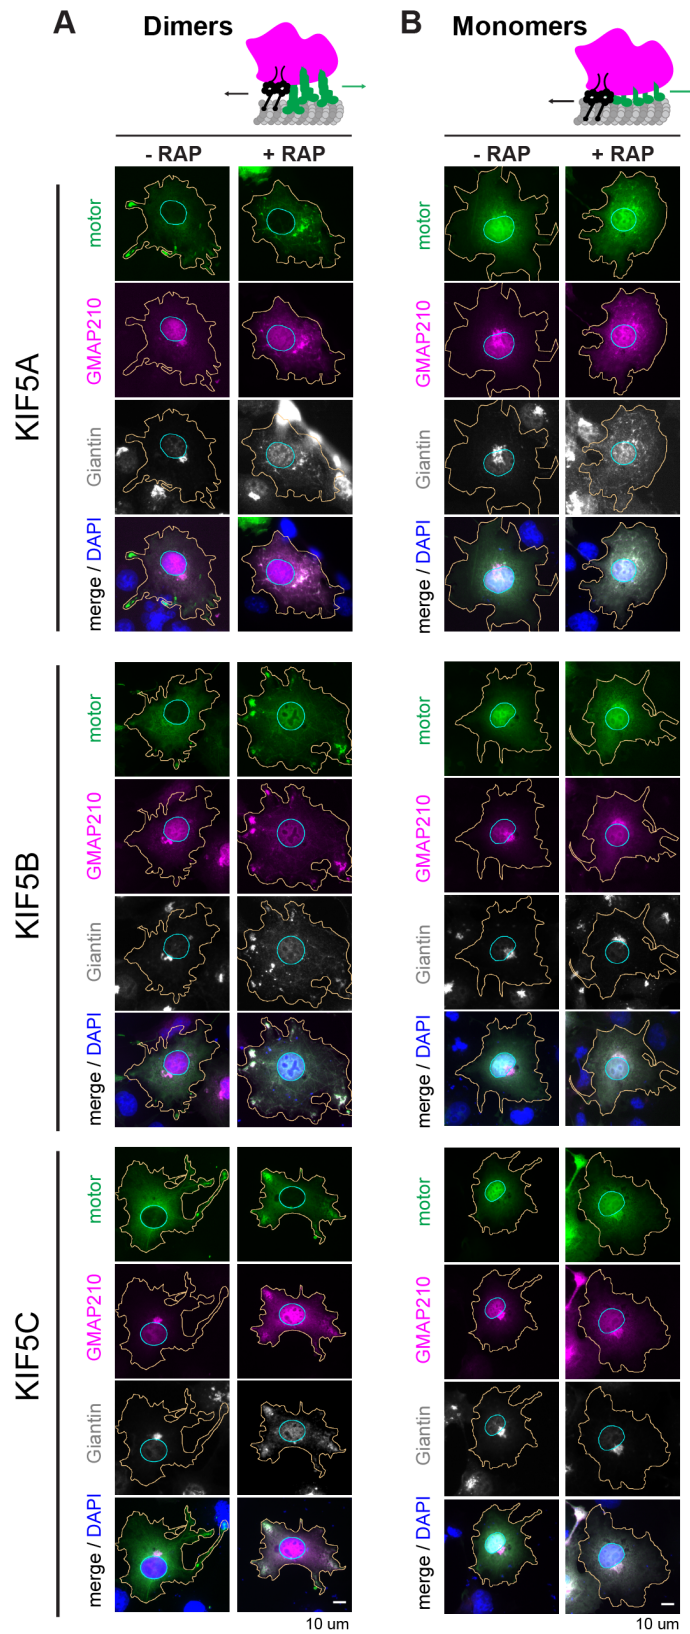 A Dimers B Monomers
- RAP + RAP - RAP + RAP
KIF5A
motor motor
GMAP210 GMAP210
Giantin Giantin
merge / DAPI merge / DAPI
KIF5B
motor motor
GMAP210 GMAP210
Giantin Giantin
merge / DAPI merge / DAPI
KIF5C
motor motor
GMAP210 GMAP210
Giantin Giantin
merge / DAPI merge / DAPI
10 um 10 um